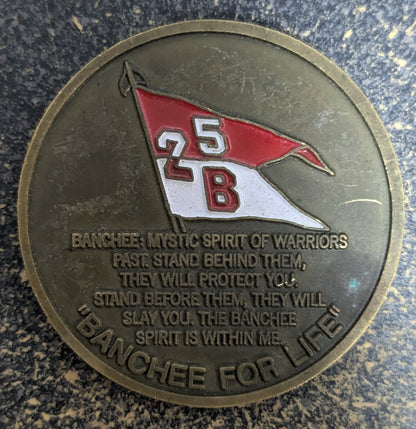 5
2
B
BANCHEE; MYSTIC SPIRIT OF WARRIORS
PAST. STAND BEHIND THEM,
THEY WILL PROTECT YOU.
STAND BEFORE THEM, THEY WILL
SLAY YOU. THE BANCHEE
SPIRIT IS WITHIN ME.
"BANCHEE FOR LIFE"